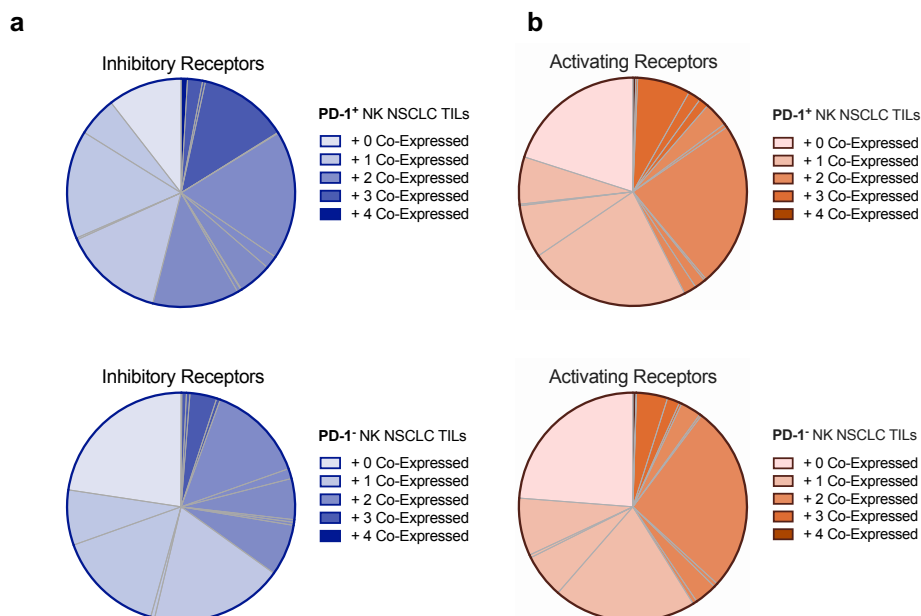 a
Inhibitory Receptors
PD-1+ NK NSCLC TILs
+ 0 Co-Expressed
+ 1 Co-Expressed
+ 2 Co-Expressed
+ 3 Co-Expressed
+ 4 Co-Expressed
b
Activating Receptors
PD-1+ NK NSCLC TILs
+ 0 Co-Expressed
+ 1 Co-Expressed
+ 2 Co-Expressed
+ 3 Co-Expressed
+ 4 Co-Expressed
Inhibitory Receptors
PD-1- NK NSCLC TILs
+ 0 Co-Expressed
+ 1 Co-Expressed
+ 2 Co-Expressed
+ 3 Co-Expressed
+ 4 Co-Expressed
Activating Receptors
PD-1- NK NSCLC TILs
+ 0 Co-Expressed
+ 1 Co-Expressed
+ 2 Co-Expressed
+ 3 Co-Expressed
+ 4 Co-Expressed